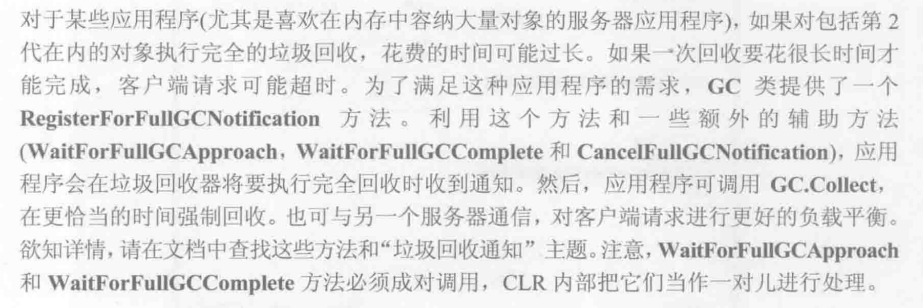 对于某些应用程序(尤其是喜欢在内存中容纳大量对象的服务器应用程序), 如果对包括第 2
代在内的对象执行完全的垃圾回收，花费的时间可能过长。如果一次回收要花很长时间才
能完成，客户端请求可能超时。为了满足这种应用程序的需求，GC 类提供了一个
RegisterForFullGCNotification 方法。利用这个方法和一些额外的辅助方法
(WaitForFullGCApproach，WaitForFullGCComplete 和 CancelFullGCNotification), 应用
程序会在垃圾回收器将要执行完全回收时收到通知。然后，应用程序可调用 GC.Collect，
在更恰当的时间强制回收。也可与另一个服务器通信，对客户端请求进行更好的负载平衡。
欲知详情, 请在文档中查找这些方法和“垃圾回收通知”主题。注意, WaitForFullGCApproach
和 WaitForFullGCComplete 方法必须成对调用，CLR 内部把它们当作一对儿进行处理。